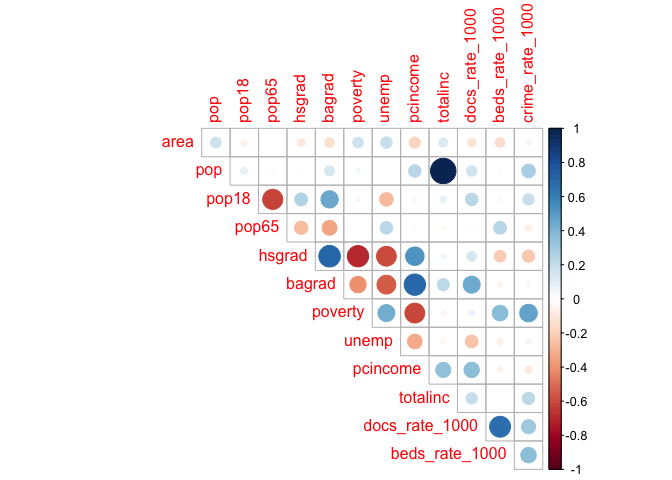 pop
pop18
pop65
hsgrad
bagrad
poverty
unemp
pcincome
totalinc
docs_rate_1000
beds_rate_1000
crime_rate_1000
area
pop
pop18
pop65
hsgrad
bagrad
poverty
unemp
pcincome
totalinc
docs_rate_1000
beds_rate_1000
1
0.8
0.6
0.4
0.2
0
-0.2
-0.4
-0.6
-0.8
-1